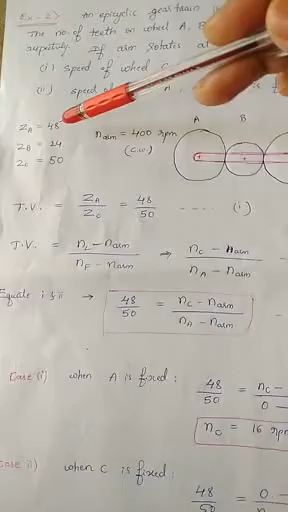 Ex-2) An epicyclic gear train
The no. of teeth on wheel A, B
If arm rotates at
(i) speed of wheel C
(ii) speed of A,
Z_A = 48
Z_B = 24
Z_C = 50
n_arm = 400 rpm
(C.W.)
A B
T.V. = Z_A / Z_C = 48 / 50 ---- (i)
T.V. = n_L - n_arm / n_F - n_arm ⇒ n_C - n_arm / n_A - n_arm -
Equate i & ii → 48 / 50 = n_C - n_arm / n_A - n_arm -
Case (i) when A is fixed :
48 / 50 = n_C - / 0 -
n_C = 16 rpm
Case ii) when C is fixed :
48 / 50 = 0 -